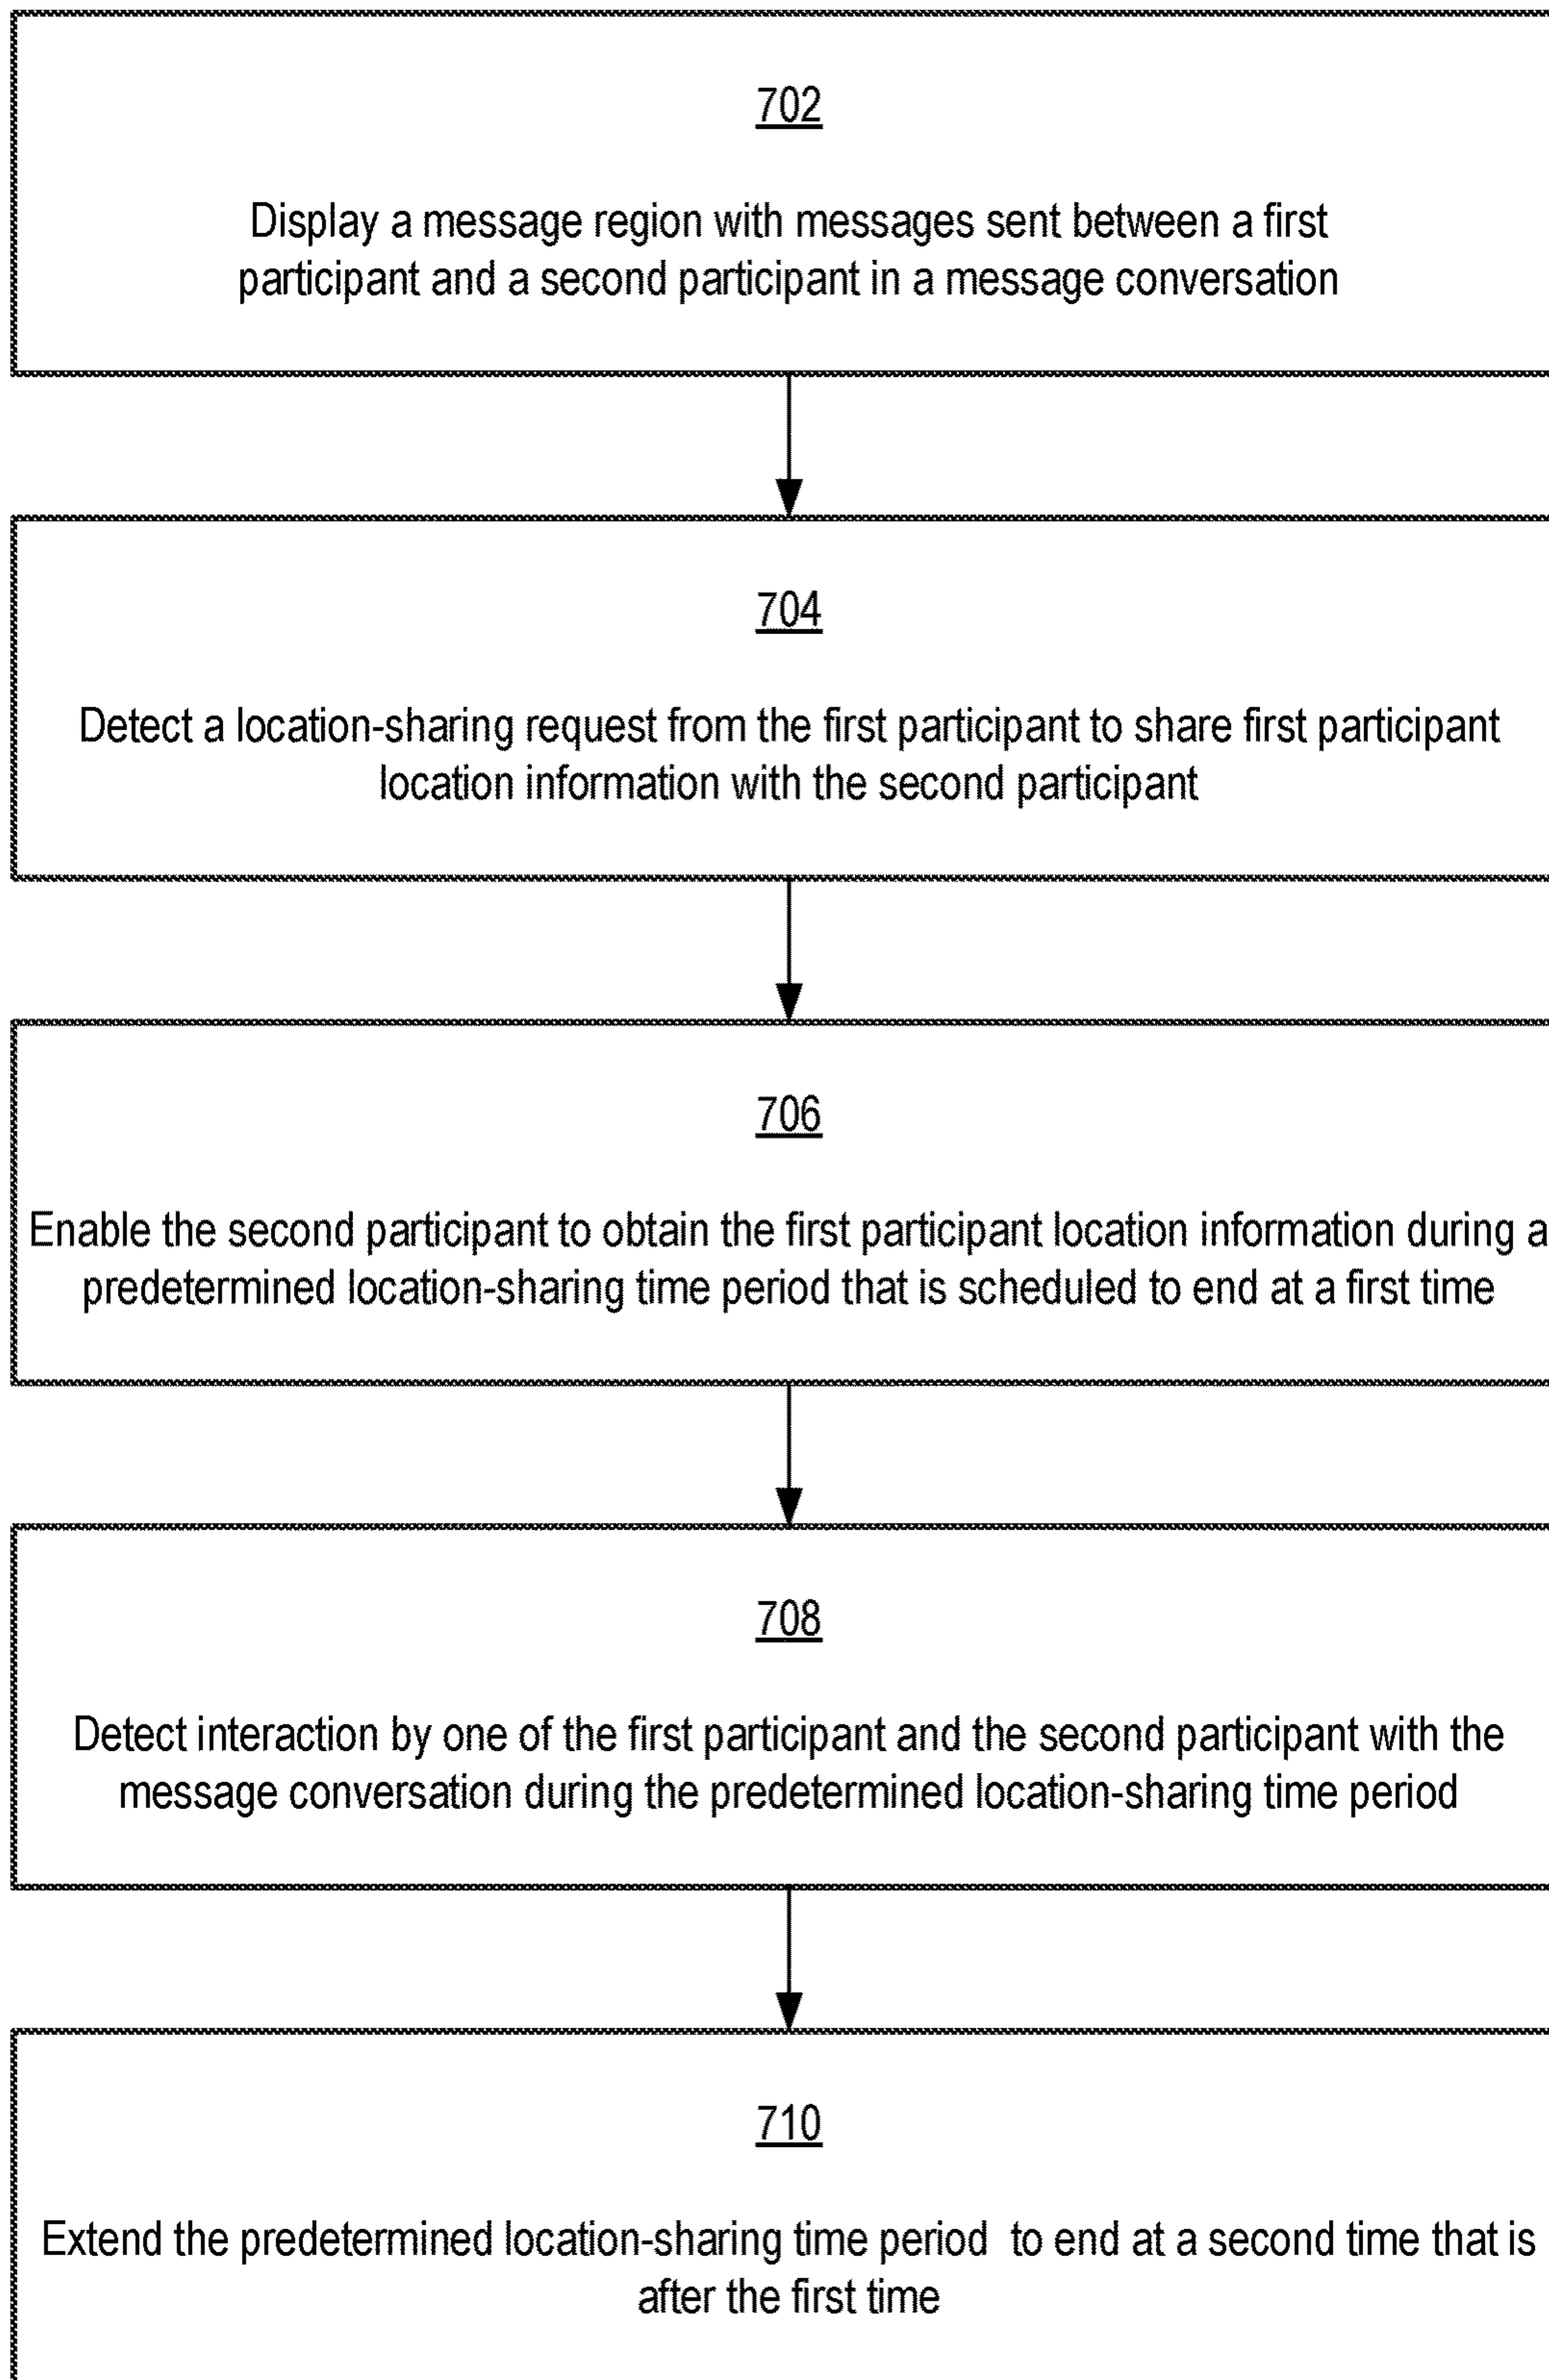 702
Display a message region with messages sent between a first
participant and a second participant in a message conversation
704
Detect a location-sharing request from the first participant to share first participant
location information with the second participant
706
Enable the second participant to obtain the first participant location information during a
predetermined location-sharing time period that is scheduled to end at a first time
708
Detect interaction by one of the first participant and the second participant with the
message conversation during the predetermined location-sharing time period
710
Extend the predetermined location-sharing time period  to end at a second time that is
after the first time